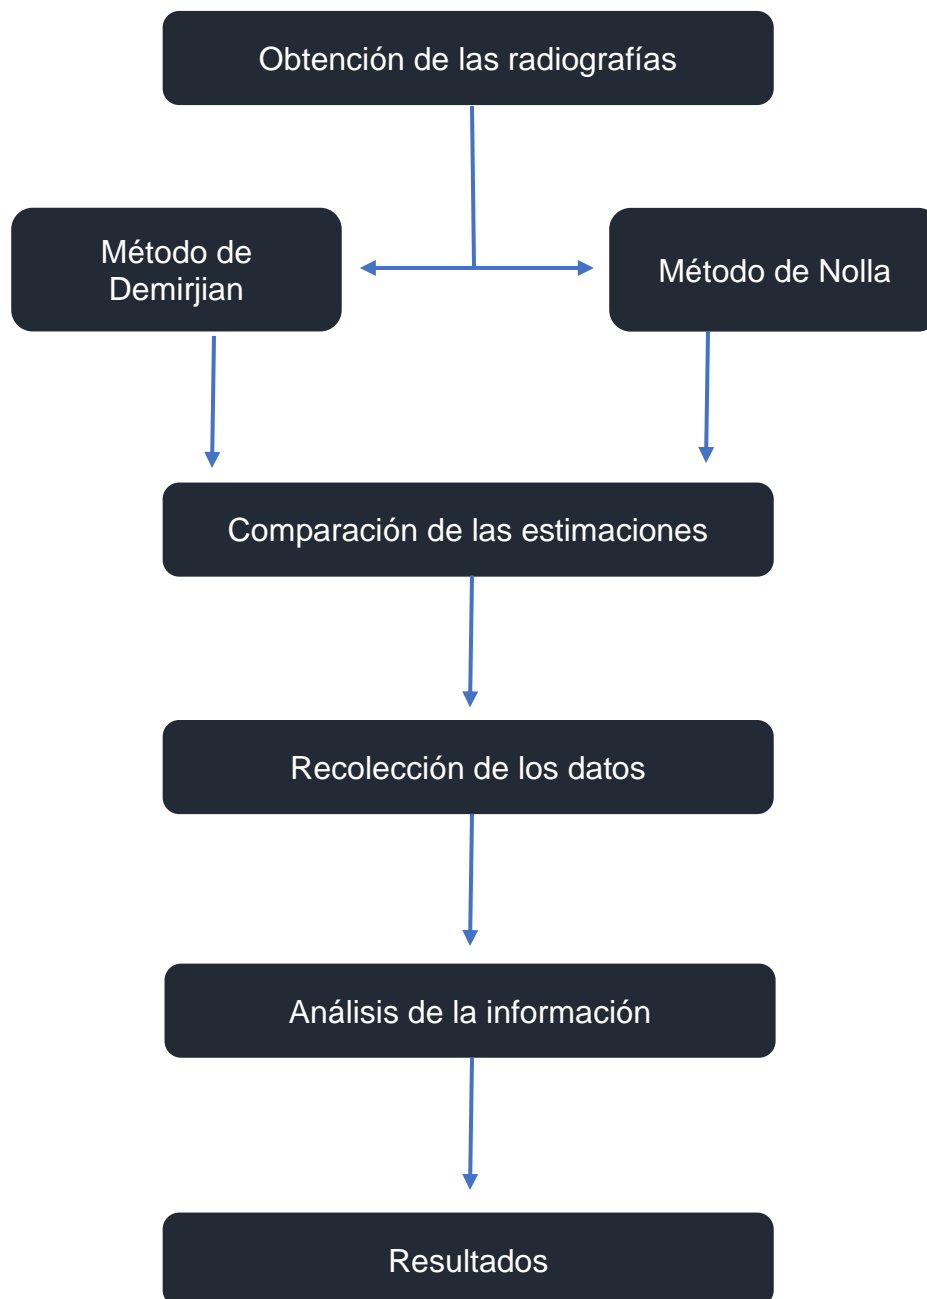 Obtención de las radiografías
Método de
Demirjian
Método de Nolla
Comparación de las estimaciones
Recolección de los datos
Análisis de la información
Resultados